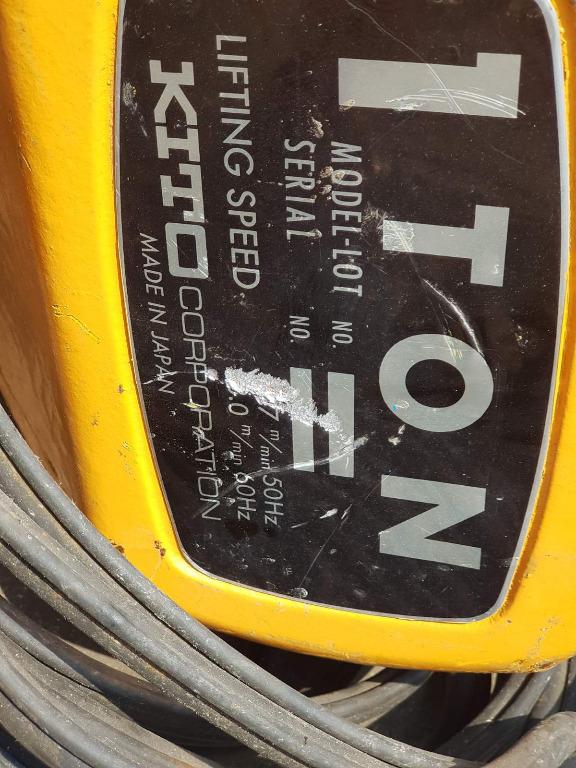 1 TON
MODEL-LOT NO.
SERIAL NO.
LIFTING SPEED 7 m/min 50Hz
.0 m/min 60Hz
KITO CORPORATION
MADE IN JAPAN